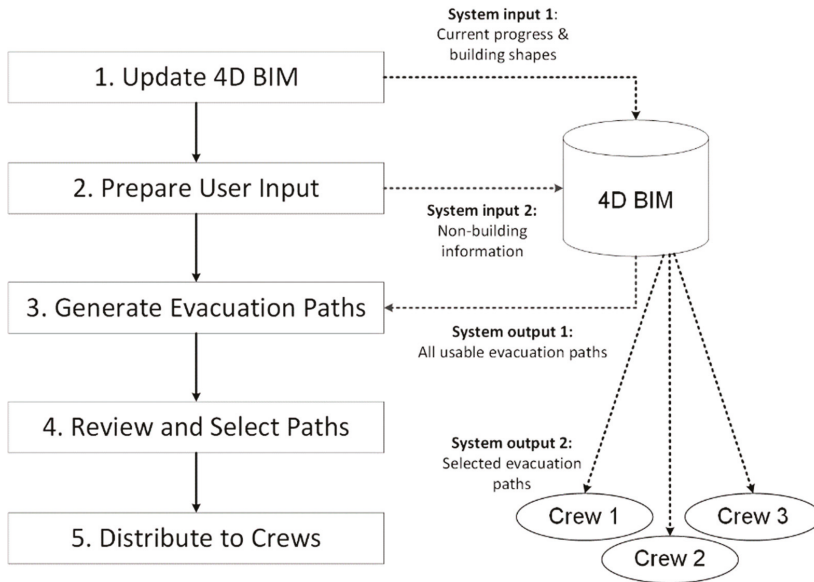 System input 1:
Current progress &
building shapes
1. Update 4D BIM
2. Prepare User Input
4D BIM
System input 2:
Non-building
information
3. Generate Evacuation Paths
System output 1:
All usable evacuation paths
4. Review and Select Paths
System output 2:
Selected evacuation
paths
5. Distribute to Crews
Crew 1
Crew 3
Crew 2